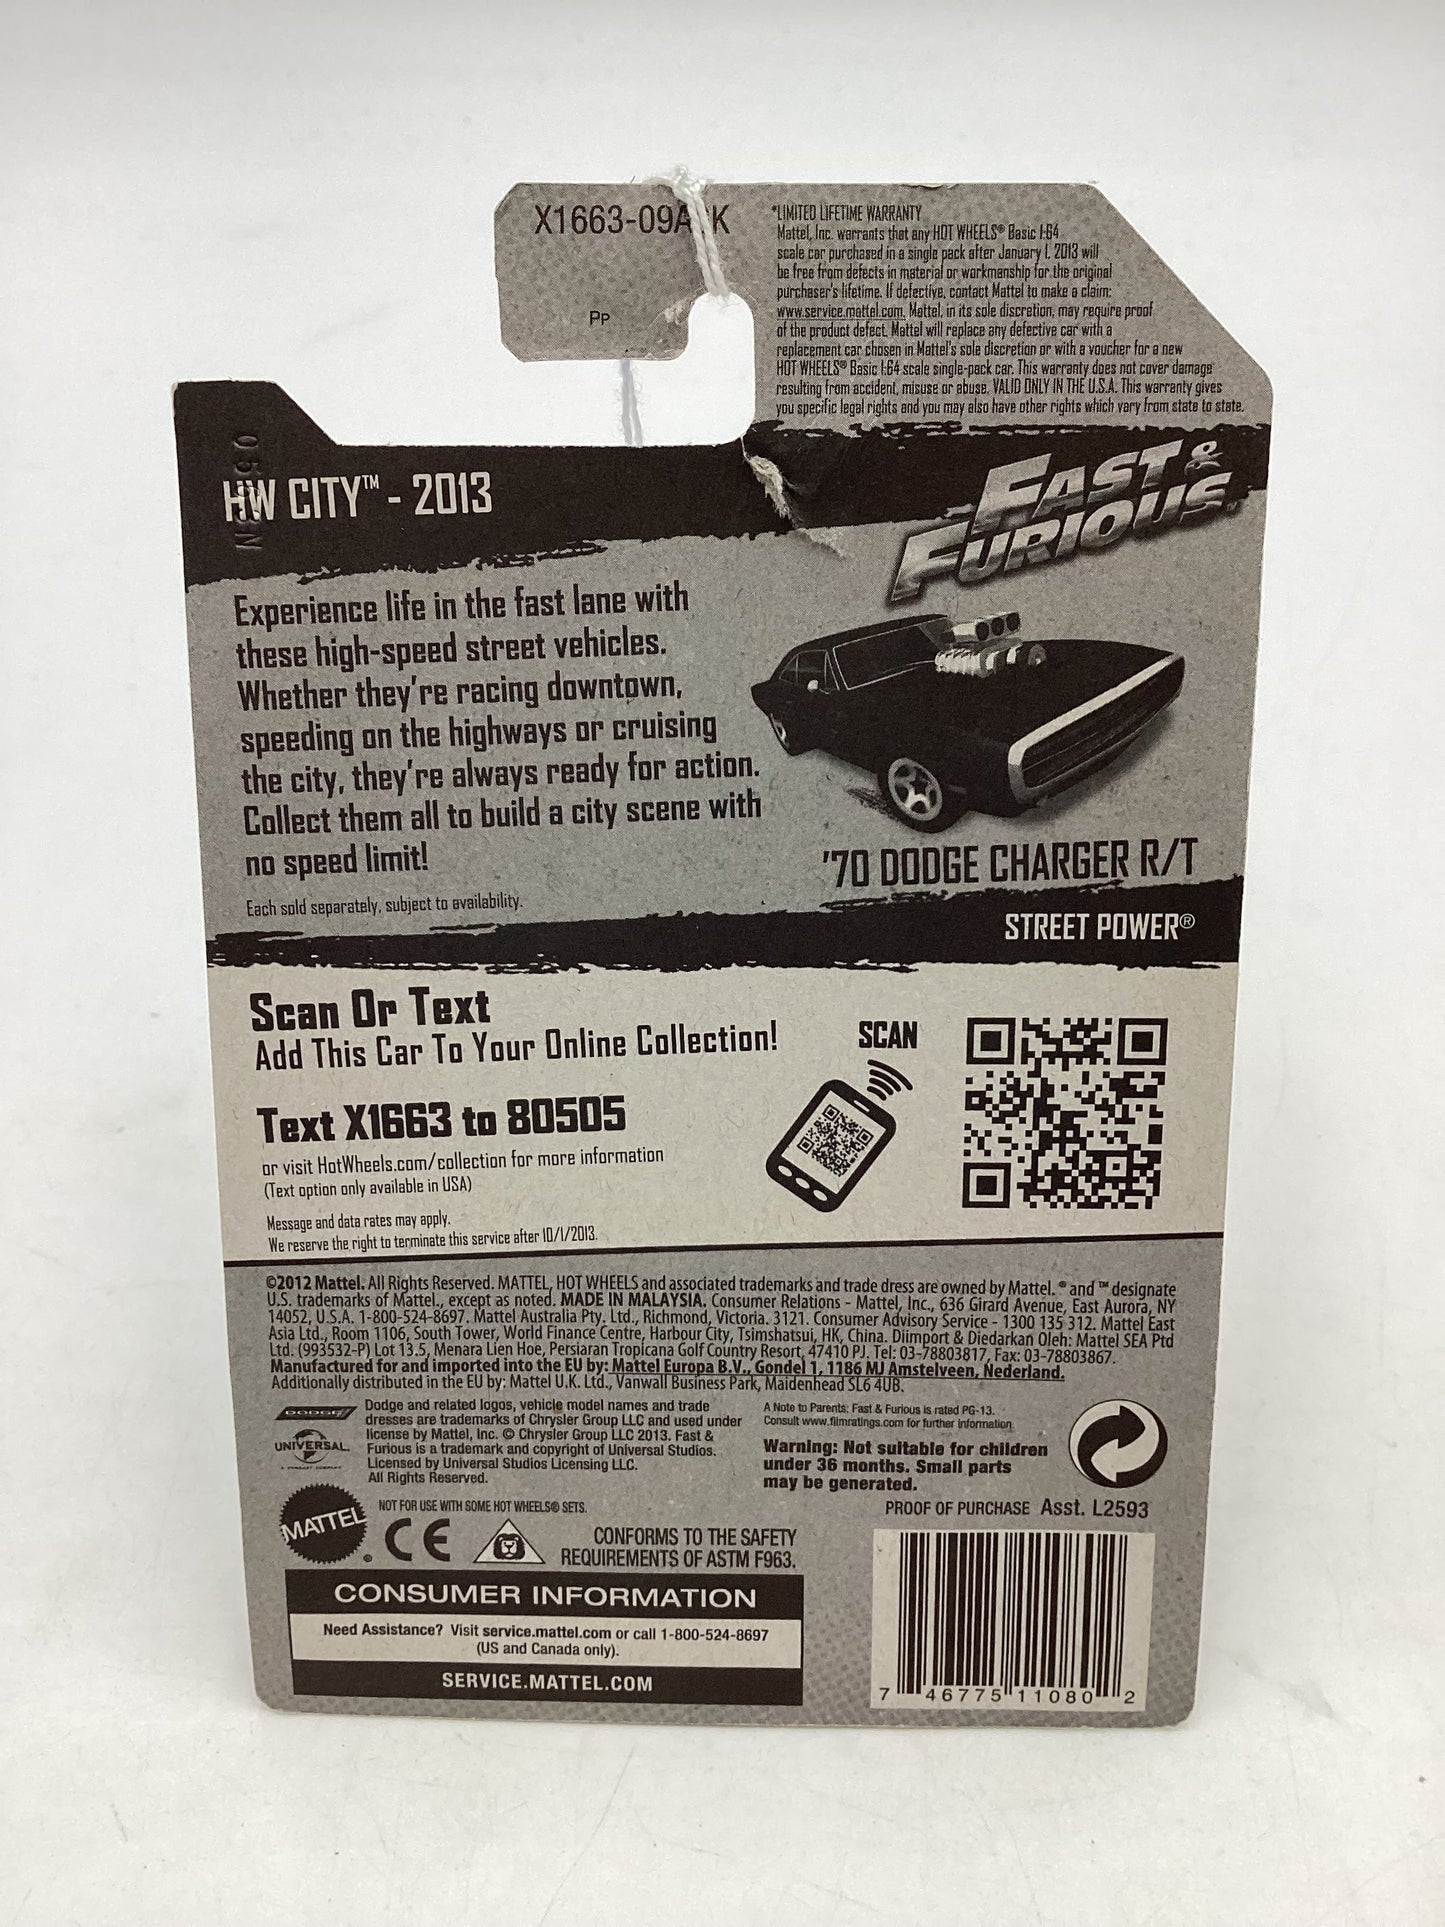 *LIMITED LIFETIME WARRANTY
Mattel, Inc. warrants that any HOT WHEELS® Basic 1:64
scale car purchased in a single pack after January 1, 2013 will
be free from defects in material or workmanship for the original
purchaser's lifetime. If defective, contact Mattel to make a claim:
www.service.mattel.com. Mattel, in its sole discretion, may require proof
of the product defect. Mattel will replace any defective car with a
replacement car chosen in Mattel's sole discretion or with a voucher for a new
HOT WHEELS® Basic 1:64 scale single-pack car. This warranty does not cover damage
resulting from accident, misuse or abuse. VALID ONLY IN THE U.S.A. This warranty gives
you specific legal rights and you may also have other rights which vary from state to state.
Pp
HW CITY™ - 2013
FAST &
FURIOUS™
Experience life in the fast lane with
these high-speed street vehicles.
Whether they're racing downtown,
speeding on the highways or cruising
the city, they're always ready for action.
Collect them all to build a city scene with
no speed limit!
Each sold separately, subject to availability.
'70 DODGE CHARGER R/T
STREET POWER®
Scan Or Text
Add This Car To Your Online Collection!
Text X1663 to 80505
or visit HotWheels.com/collection for more information
(Text option only available in USA)
Message and data rates may apply.
We reserve the right to terminate this service after 10/1/2013.
SCAN
©2012 Mattel. All Rights Reserved. MATTEL, HOT WHEELS and associated trademarks and trade dress are owned by Mattel. ® and ™ designate
U.S. trademarks of Mattel., except as noted. MADE IN MALAYSIA. Consumer Relations - Mattel, Inc., 636 Girard Avenue, East Aurora, NY
14052, U.S.A. 1-800-524-8697. Mattel Australia Pty. Ltd., Richmond, Victoria. 3121. Consumer Advisory Service - 1300 135 312. Mattel East
Asia Ltd., Room 1106, South Tower, World Finance Centre, Harbour City, Tsimshatsui, HK, China. Diimport & Diedarkan Oleh: Mattel SEA Ptd
Ltd. (993532-P) Lot 13.5, Menara Lien Hoe, Persiaran Tropicana Golf Country Resort, 47410 PJ. Tel: 03-78803817, Fax: 03-78803867.
Manufactured for and imported into the EU by: Mattel Europa B.V., Gondel 1, 1186 MJ Amstelveen, Nederland.
Additionally distributed in the EU by: Mattel U.K. Ltd., Vanwall Business Park, Maidenhead SL6 4UB.
DODGE
UNIVERSAL
Dodge and related logos, vehicle model names and trade
dresses are trademarks of Chrysler Group LLC and used under
license by Mattel, Inc. © Chrysler Group LLC 2013. Fast &
Furious is a trademark and copyright of Universal Studios.
Licensed by Universal Studios Licensing LLC.
All Rights Reserved.
A Note to Parents: Fast & Furious is rated PG-13.
Consult www.filmratings.com for further information.
Warning: Not suitable for children
under 36 months. Small parts
may be generated.
PROOF OF PURCHASE Asst. L2593
MATTEL®
NOT FOR USE WITH SOME HOT WHEELS® SETS.
CE
CONFORMS TO THE SAFETY
REQUIREMENTS OF ASTM F963.
CONSUMER INFORMATION
Need Assistance? Visit service.mattel.com or call 1-800-524-8697
(US and Canada only).
SERVICE.MATTEL.COM
7 46775 11080 2